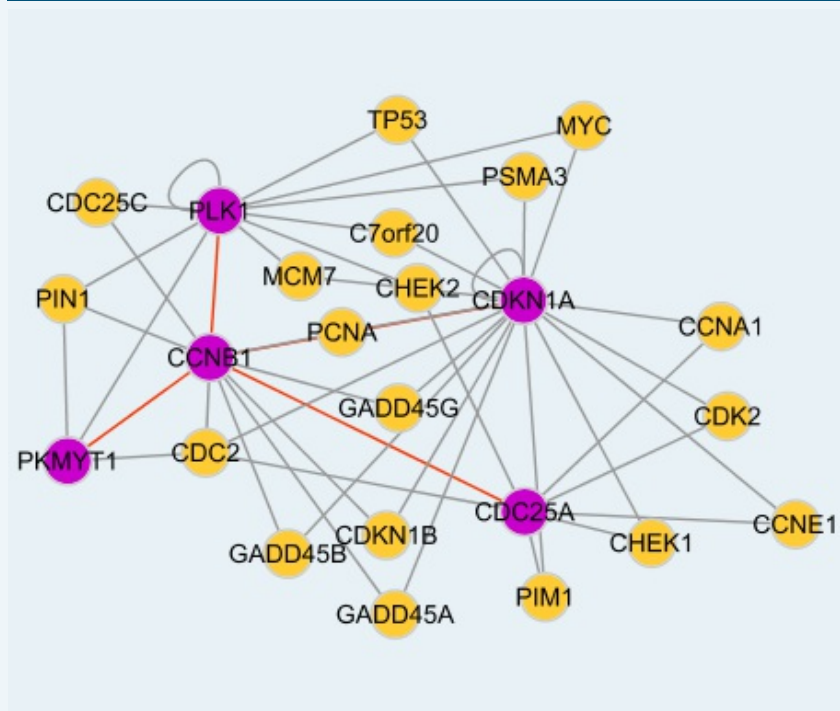 TP53
MYC
PSMA3
CDC25C
PLK1
C7orf20
MCM7
CHEK2
PIN1
CDKN1A
PCNA
CCNA1
CCNB1
GADD45G
CDK2
CDC2
PKMYT1
CDC25A
CCNE1
CDKN1B
CHEK1
GADD45B
PIM1
GADD45A